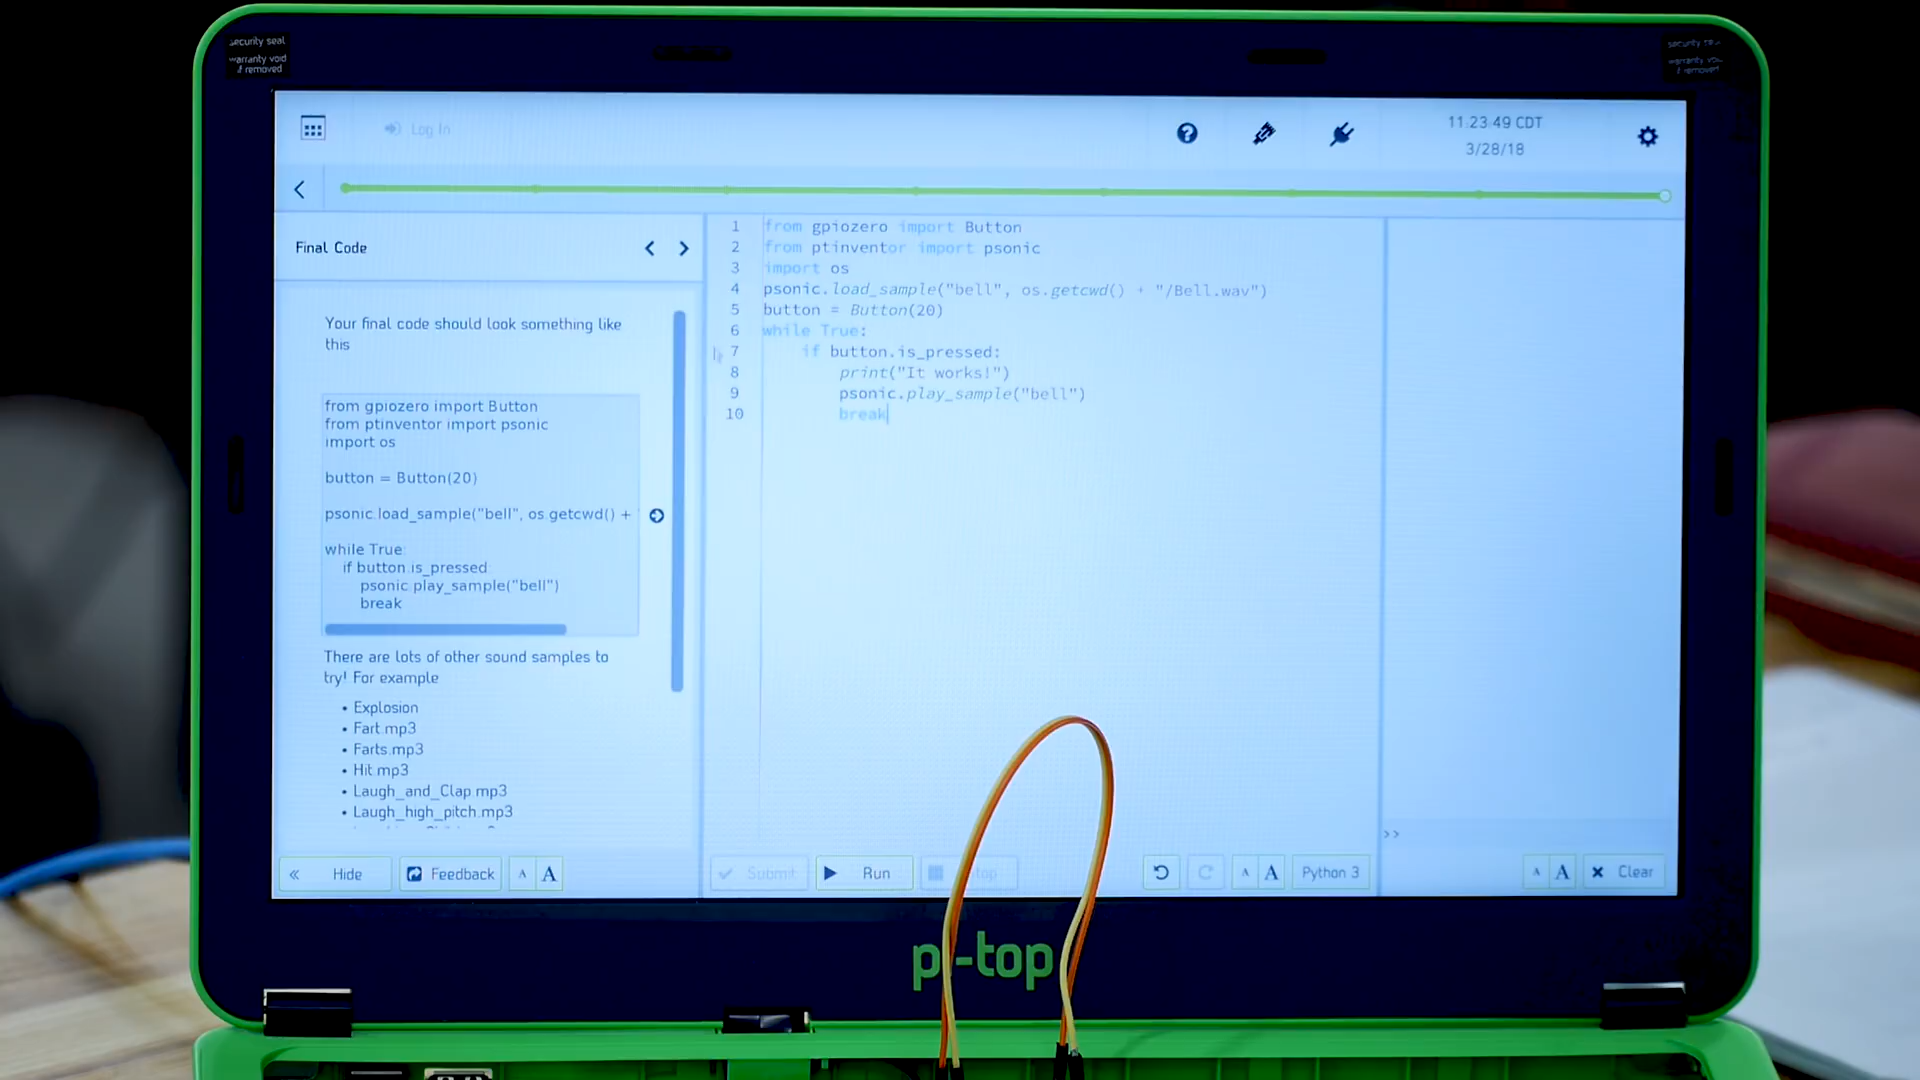 security seal
warranty void
if removed
security
warranty
if removed
Log In
11:23:49 CDT
3/28/18
Final Code
Your final code should look something like
this
from gpiozero import Button
from ptinventor import psonic
import os
button = Button(20)
psonic.load_sample("bell", os.getcwd() +
while True:
if button.is_pressed:
psonic.play_sample("bell")
break
There are lots of other sound samples to
try! For example
• Explosion
• Fart.mp3
• Farts.mp3
• Hit.mp3
• Laugh_and_Clap.mp3
• Laugh_high_pitch.mp3
1 from gpiozero import Button
2 from ptinventor import psonic
3 import os
4 psonic.load_sample("bell", os.getcwd() + "/Bell.wav")
5 button = Button(20)
6 while True:
7 if button.is_pressed:
8 print("It works!")
9 psonic.play_sample("bell")
10 break
>>
« Hide
Feedback
A A
Submit
Run
A A
Python 3
A A
Clear
pi-top